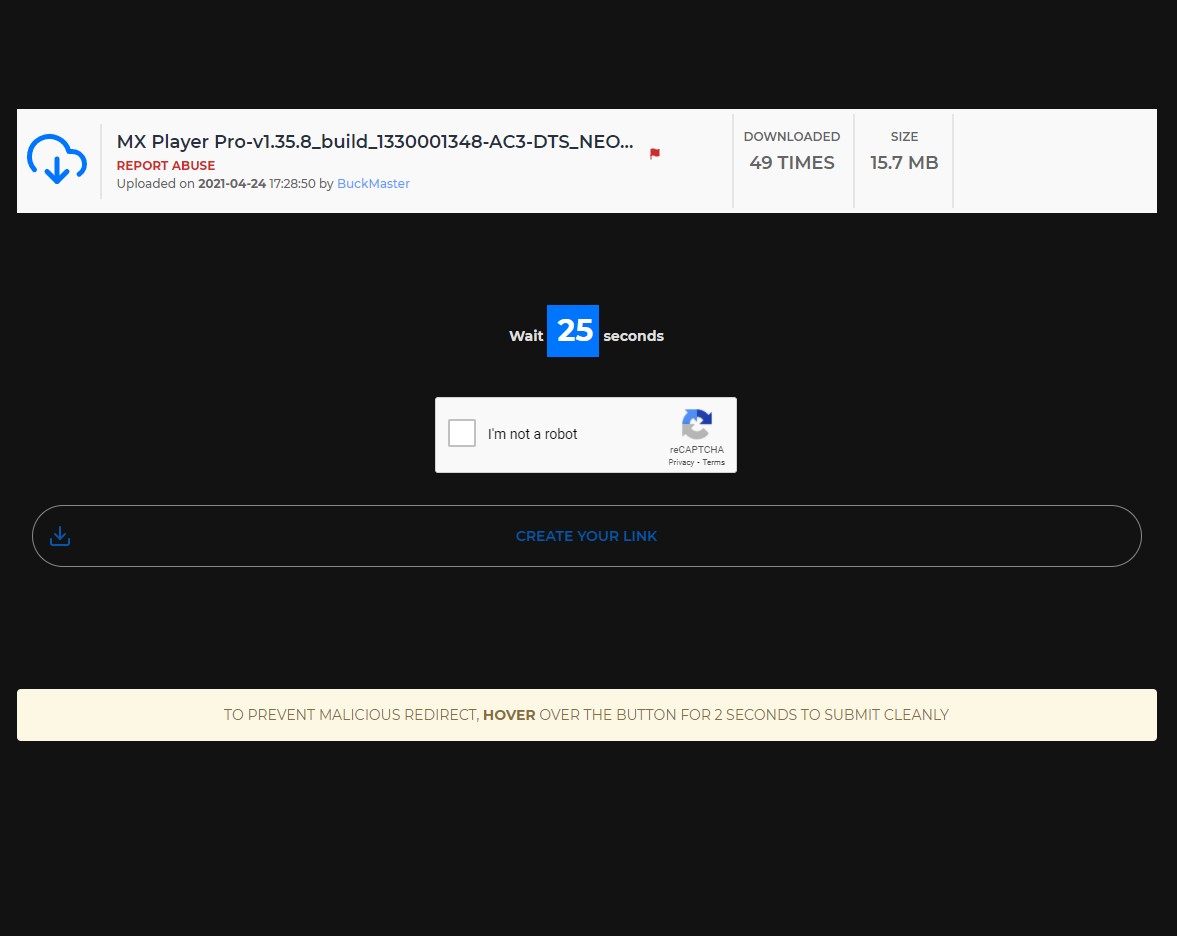 MX Player Pro-v1.35.8_build_1330001348-AC3-DTS_NEO...
REPORT ABUSE
Uploaded on 2021-04-24 17:28:50 by BuckMaster
DOWNLOADED
49 TIMES
SIZE
15.7 MB
Wait 25 seconds
I'm not a robot
reCAPTCHA
Privacy - Terms
CREATE YOUR LINK
TO PREVENT MALICIOUS REDIRECT, HOVER OVER THE BUTTON FOR 2 SECONDS TO SUBMIT CLEANLY